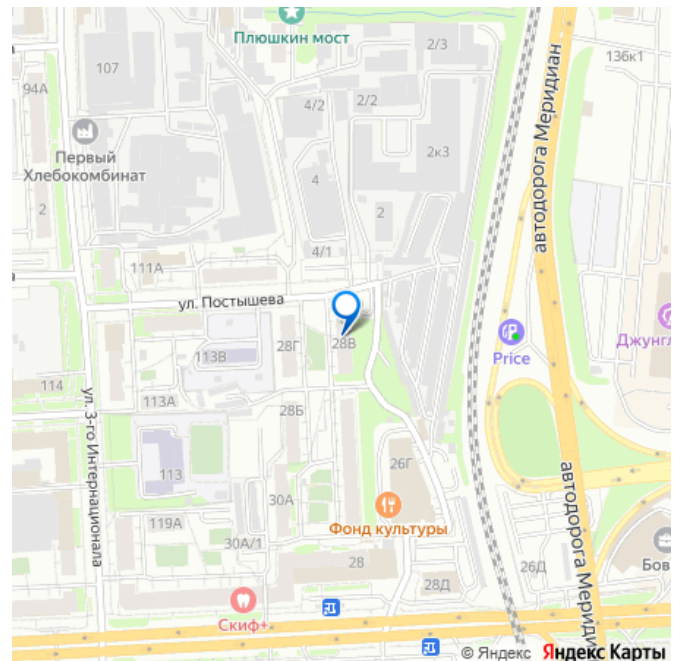 Плюшкин мост
2/3
136к1
107
94А
4/2
2/2
автодорога Меридиан
Первый
Хлебокомбинат
2к3
4
2
2
4/1
111А
ул. Постышева
28Г
28В
113В
Price
Джунгл
114
113А
28Б
ул. 3-го Интернационала
113
26Г
30А
Фонд культуры
119А
30А/1
28
автодорога Мериди
26Д
Бов
28Д
Скиф+
© Яндекс Яндекс Карты